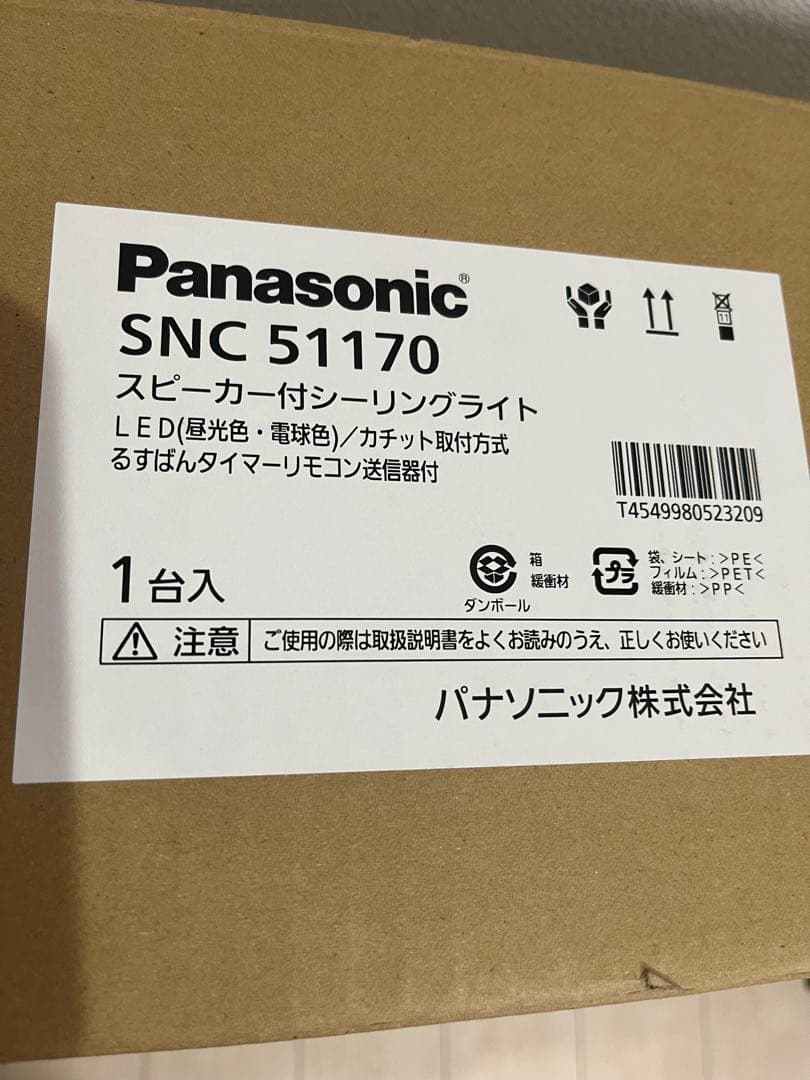 Panasonic®
SNC 51170
スピーカー付シーリングライト
LED(昼光色・電球色)/カチット取付方式
るすばんタイマーリモコン送信器付
T4549980523209
1台入
箱
緩衝材
ダンボール
プラ
袋、シート:>PE<
フィルム:>PET<
緩衝材:>PP<
注意 ご使用の際は取扱説明書をよくお読みのうえ、正しくお使いください
パナソニック株式会社